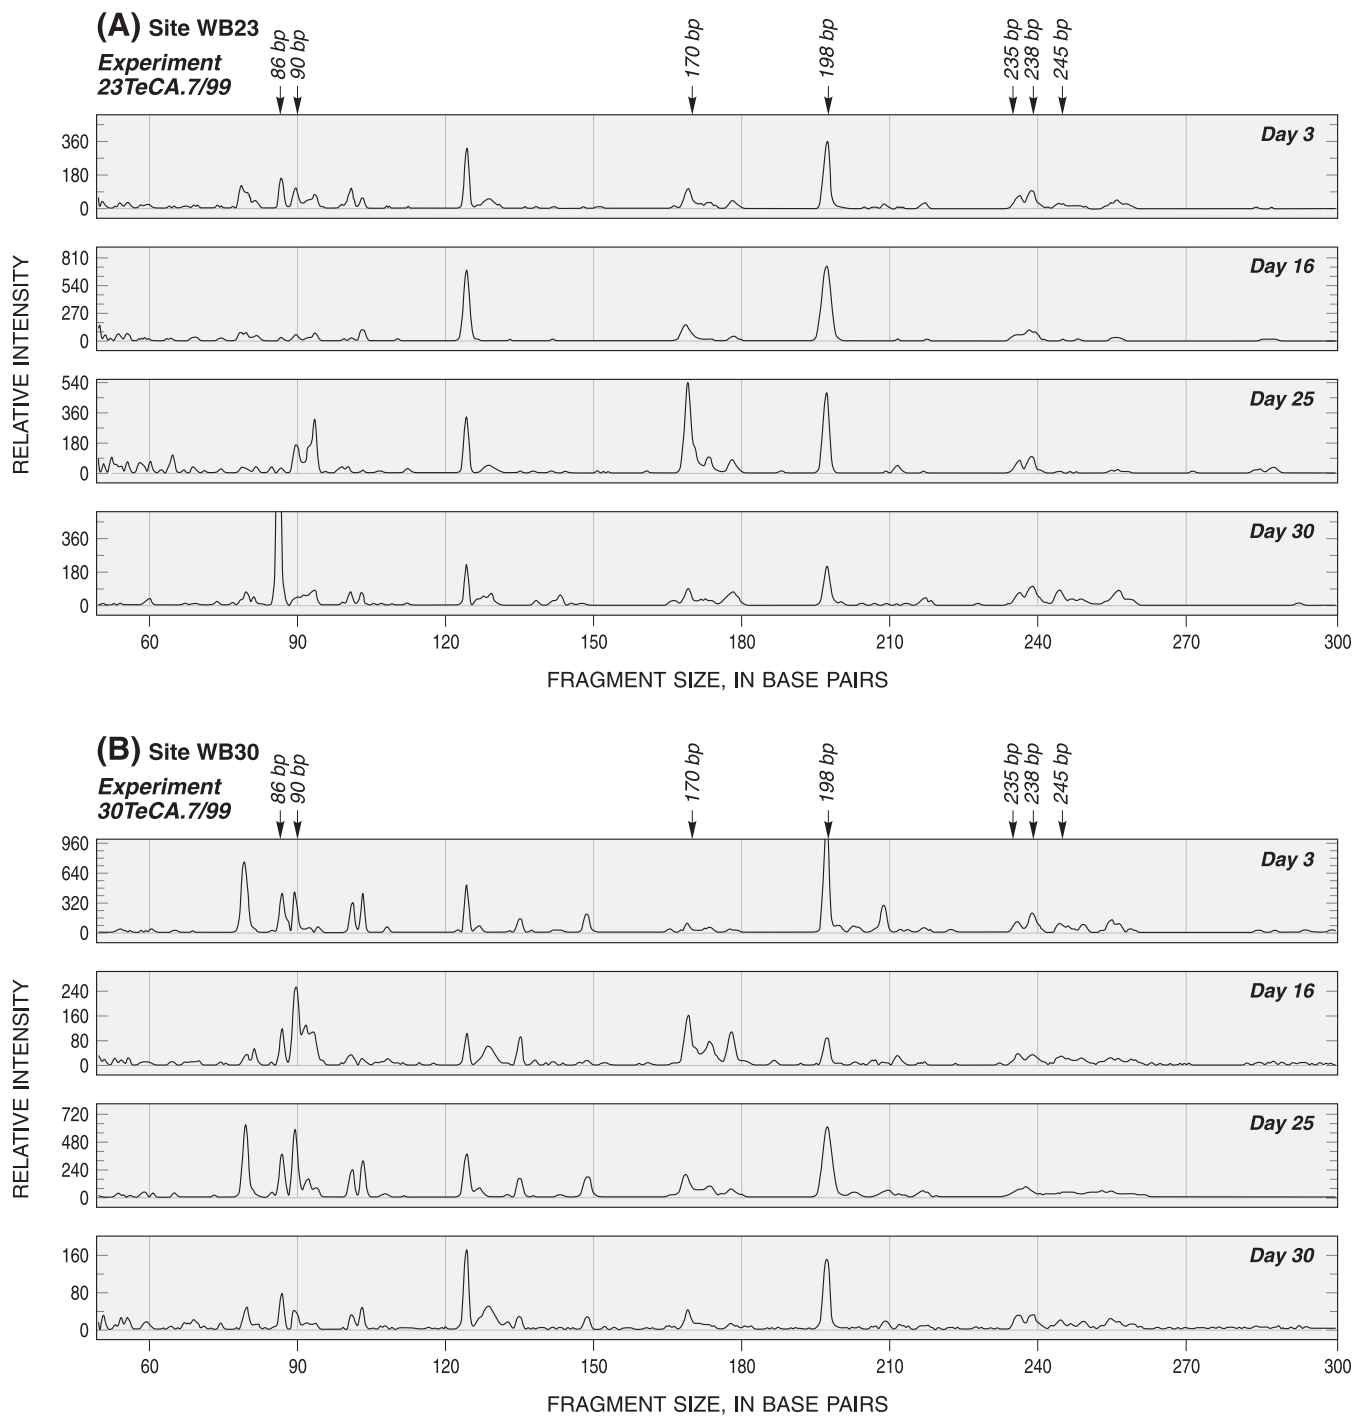 (A) Site WB23
Experiment
23TeCA.7/99
86 bp
90 bp
170 bp
198 bp
235 bp
238 bp
245 bp
RELATIVE INTENSITY
Day 3
360
180
0
Day 16
810
540
270
0
Day 25
540
360
180
0
Day 30
360
180
0
60 90 120 150 180 210 240 270 300
FRAGMENT SIZE, IN BASE PAIRS
(B) Site WB30
Experiment
30TeCA.7/99
86 bp
90 bp
170 bp
198 bp
235 bp
238 bp
245 bp
RELATIVE INTENSITY
Day 3
960
640
320
0
Day 16
240
160
80
0
Day 25
720
480
240
0
Day 30
160
80
0
60 90 120 150 180 210 240 270 300
FRAGMENT SIZE, IN BASE PAIRS